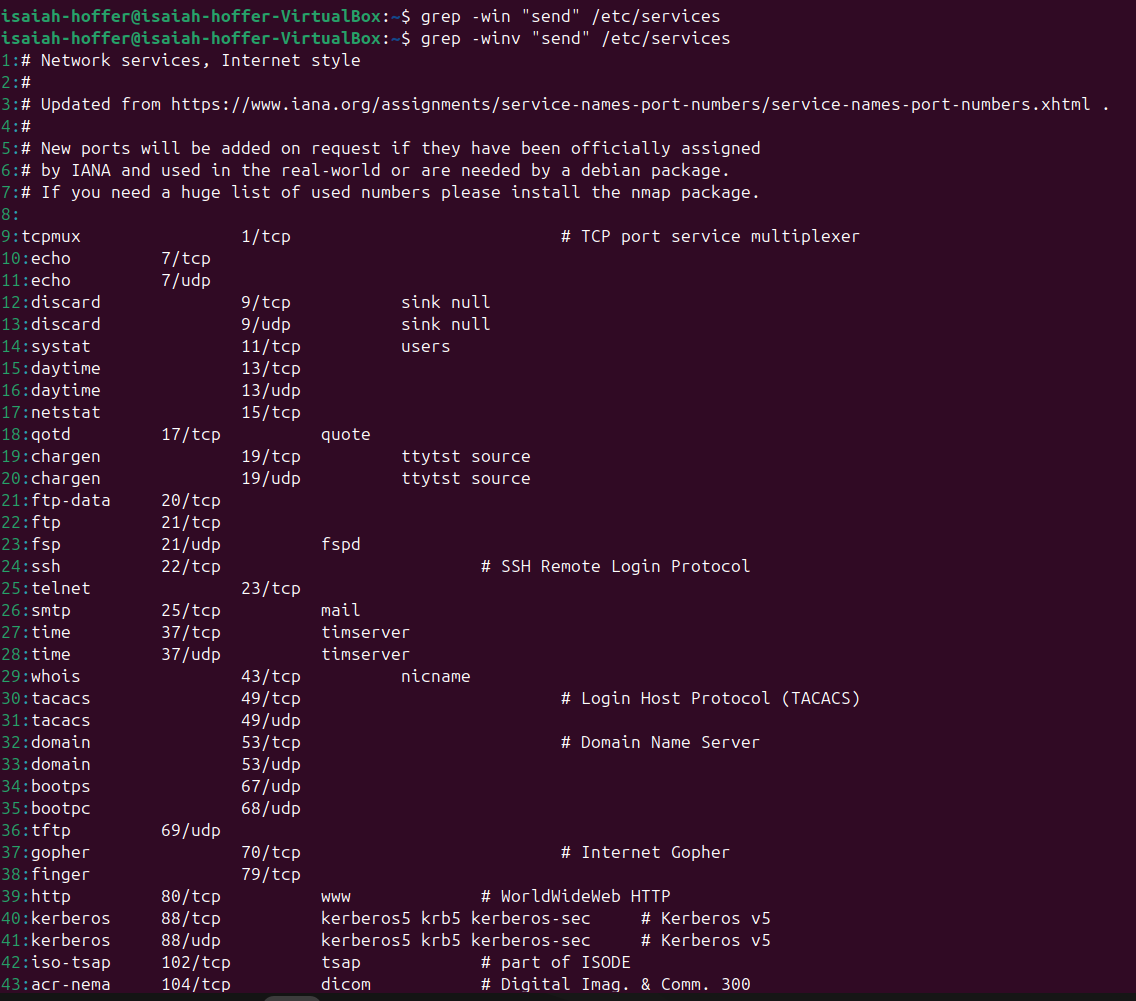 isaiah-hoffer@isaiah-hoffer-VirtualBox:~$ grep -win "send" /etc/services
isaiah-hoffer@isaiah-hoffer-VirtualBox:~$ grep -winv "send" /etc/services
1:# Network services, Internet style
2:#
3:# Updated from https://www.iana.org/assignments/service-names-port-numbers/service-names-port-numbers.xhtml .
4:#
5:# New ports will be added on request if they have been officially assigned
6:# by IANA and used in the real-world or are needed by a debian package.
7:# If you need a huge list of used numbers please install the nmap package.
8:
9:tcpmux 1/tcp # TCP port service multiplexer
10:echo 7/tcp
11:echo 7/udp
12:discard 9/tcp sink null
13:discard 9/udp sink null
14:systat 11/tcp users
15:daytime 13/tcp
16:daytime 13/udp
17:netstat 15/tcp
18:qotd 17/tcp quote
19:chargen 19/tcp ttytst source
20:chargen 19/udp ttytst source
21:ftp-data 20/tcp
22:ftp 21/tcp
23:fsp 21/udp fspd
24:ssh 22/tcp # SSH Remote Login Protocol
25:telnet 23/tcp
26:smtp 25/tcp mail
27:time 37/tcp timserver
28:time 37/udp timserver
29:whois 43/tcp nicname
30:tacacs 49/tcp # Login Host Protocol (TACACS)
31:tacacs 49/udp
32:domain 53/tcp # Domain Name Server
33:domain 53/udp
34:bootps 67/udp
35:bootpc 68/udp
36:tftp 69/udp
37:gopher 70/tcp # Internet Gopher
38:finger 79/tcp
39:http 80/tcp www # WorldWideWeb HTTP
40:kerberos 88/tcp kerberos5 krb5 kerberos-sec # Kerberos v5
41:kerberos 88/udp kerberos5 krb5 kerberos-sec # Kerberos v5
42:iso-tsap 102/tcp tsap # part of ISODE
43:acr-nema 104/tcp dicom # Digital Imag. & Comm. 300